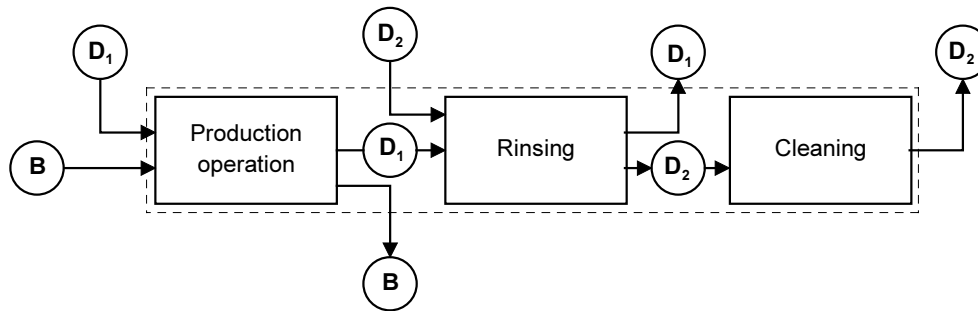 D₁
D₂
D₁
D₂
B
Production
operation
D₁
Rinsing
D₂
Cleaning
B